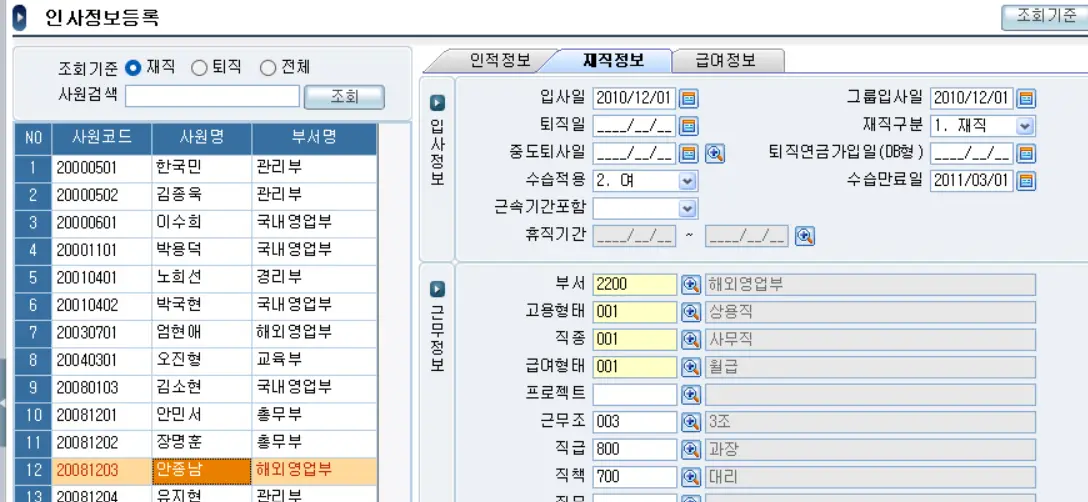 인사정보등록
조회기준
조회기준 재직 퇴직 전체
사원검색 조회
NO 사원코드 사원명 부서명
1 20000501 한국민 관리부
2 20000502 김종욱 관리부
3 20000601 이수희 국내영업부
4 20001101 박용덕 국내영업부
5 20010401 노희선 경리부
6 20010402 박국현 국내영업부
7 20030701 엄현애 해외영업부
8 20040301 오진형 교육부
9 20080103 김소현 국내영업부
10 20081201 안민서 총무부
11 20081202 장명훈 총무부
12 20081203 안종남 해외영업부
13 20081204 유지현 관리부
인적정보 재직정보 급여정보
입사정보
입사일 2010/12/01 그룹입사일 2010/12/01
퇴직일 ____/__/__ 재직구분 1. 재직
중도퇴사일 ____/__/__ 퇴직연금가입일(DB형) ____/__/__
수습적용 2. 여 수습만료일 2011/03/01
근속기간포함
휴직기간 ____/__/__ ~ ____/__/__
근무정보
부서 2200 해외영업부
고용형태 001 상용직
직종 001 사무직
급여형태 001 월급
프로젝트
근무조 003 3조
직급 800 과장
직책 700 대리
직무